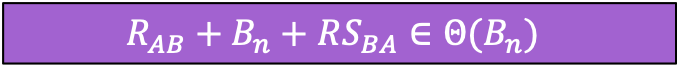 R_{AB} + B_n + RS_{BA} ∈ Θ(B_n)